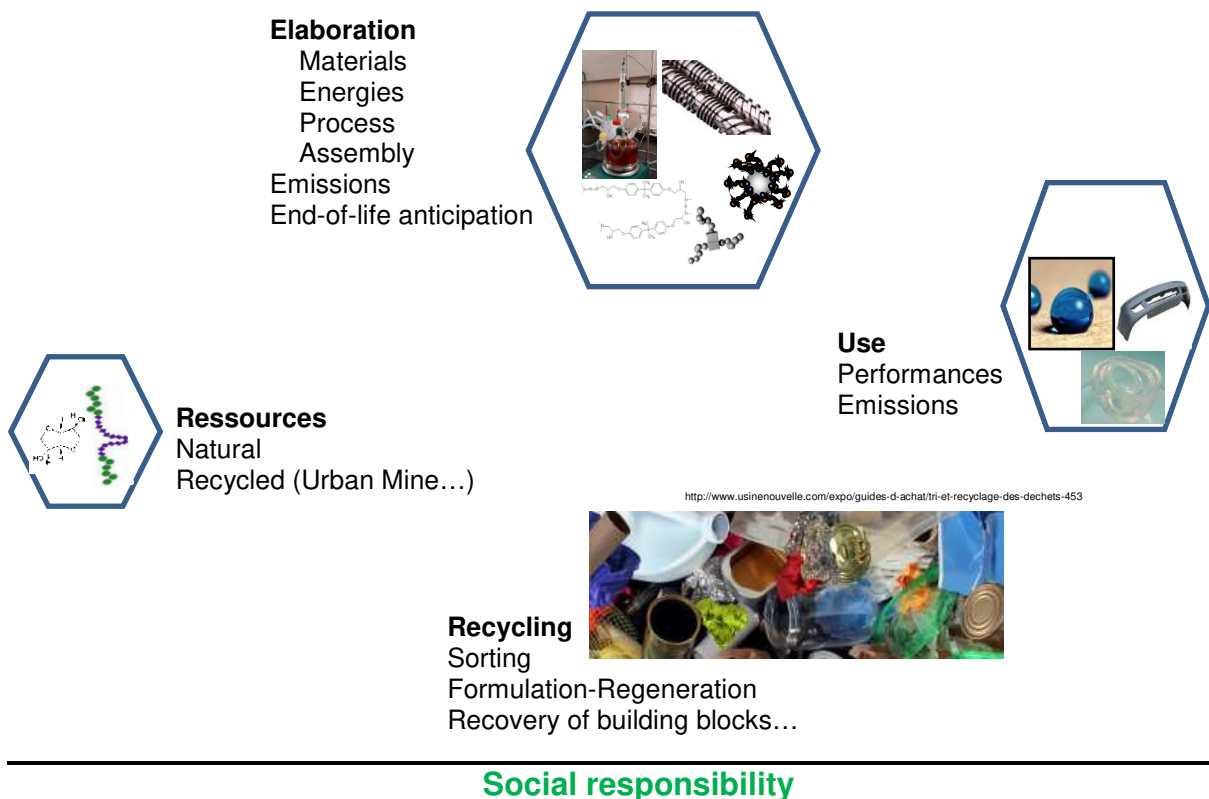 Elaboration
Materials
Energies
Process
Assembly
Emissions
End-of-life anticipation
Use
Performances
Emissions
Ressources
Natural
Recycled (Urban Mine…)
http://www.usinenouvelle.com/expo/guides-d-achat/tri-et-recyclage-des-dechets-453
Recycling
Sorting
Formulation-Regeneration
Recovery of building blocks…
Social responsibility